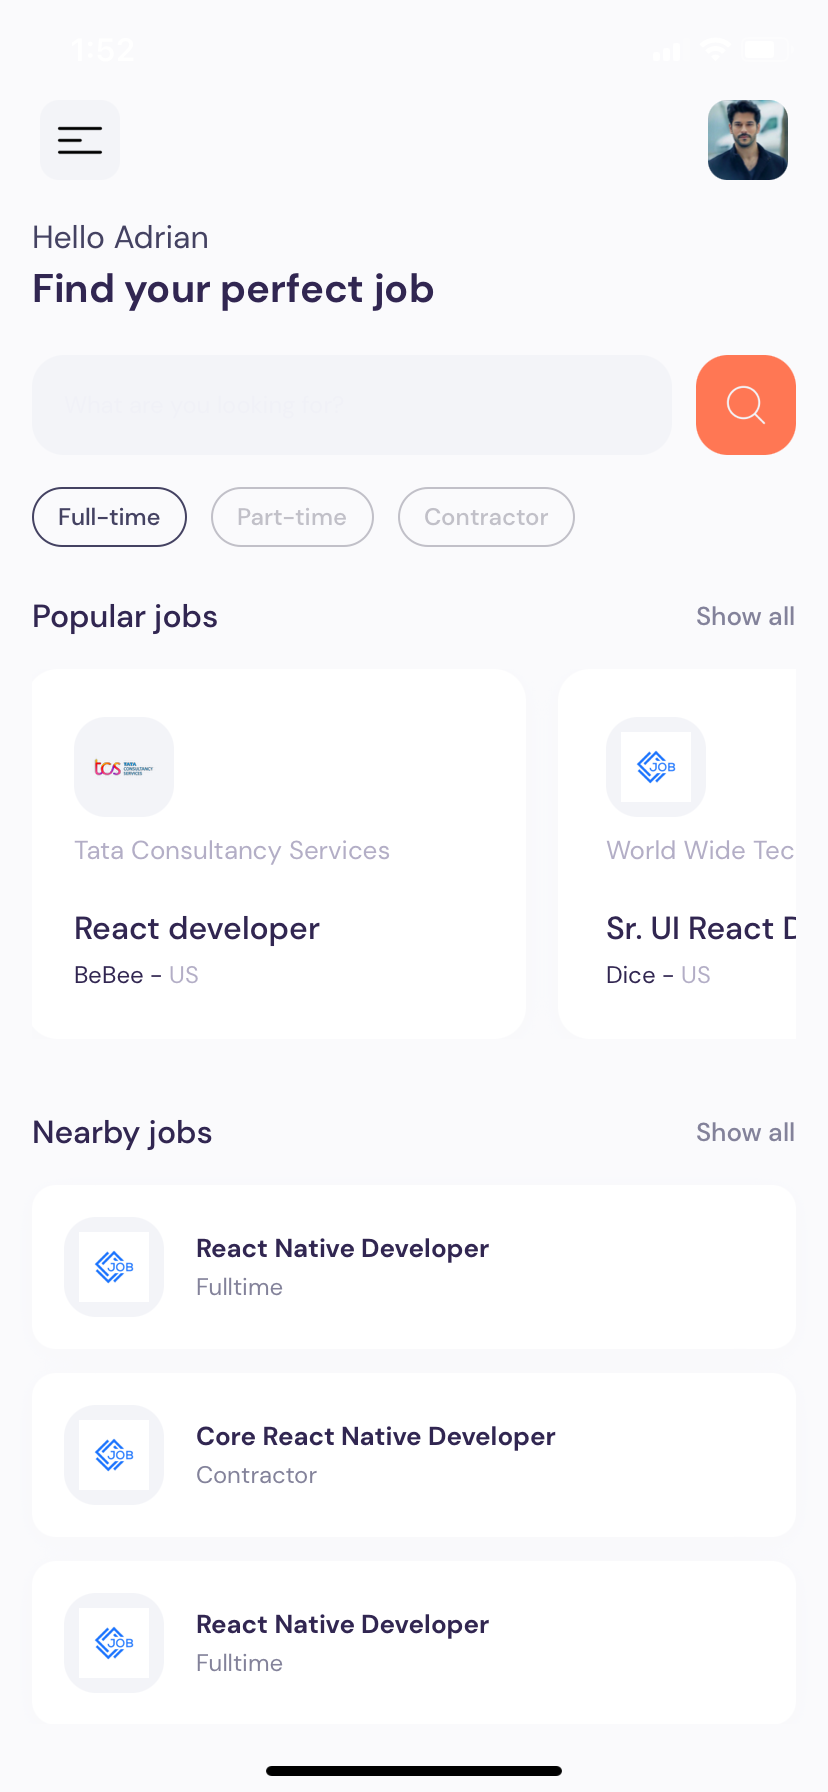 1:52
Hello Adrian
Find your perfect job
What are you looking for?
Full-time Part-time Contractor
Popular jobs Show all
tcs TATA CONSULTANCY SERVICES
JOB
Tata Consultancy Services
World Wide Tec
React developer
Sr. UI React D
BeBee - US
Dice - US
Nearby jobs Show all
JOB
React Native Developer
Fulltime
JOB
Core React Native Developer
Contractor
JOB
React Native Developer
Fulltime